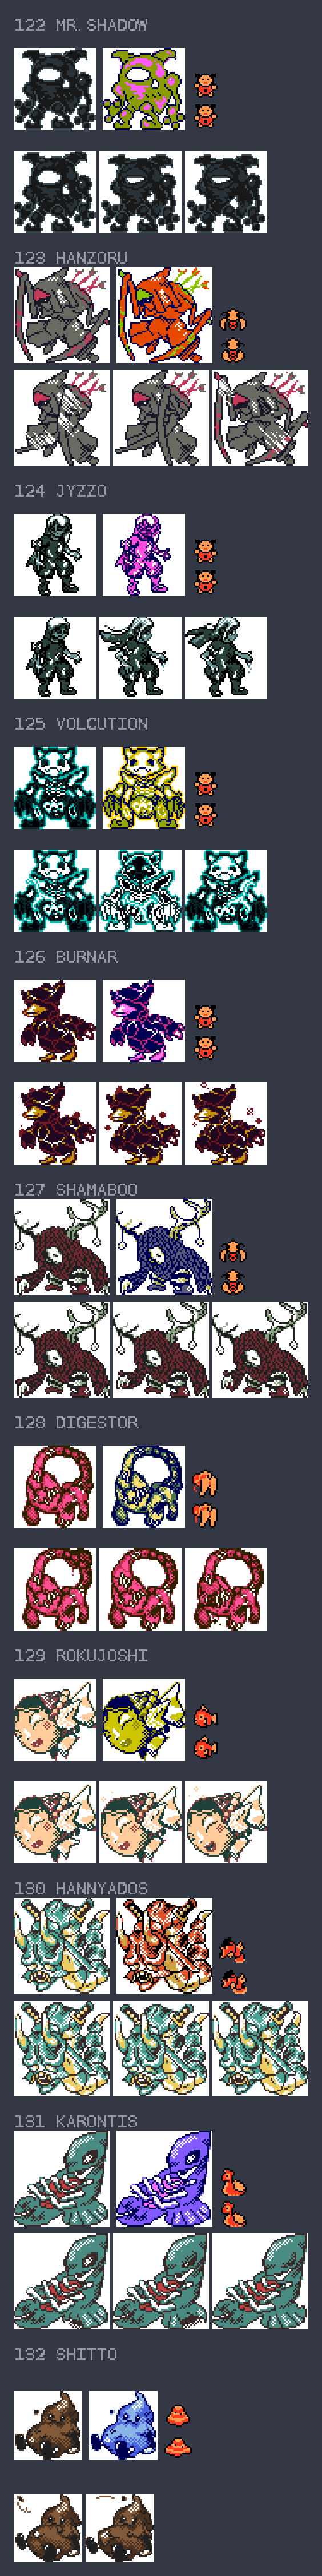 122 MR. SHADOW
123 HANZORU
124 JYZZO
125 VOLCUTION
126 BURNAR
127 SHAMABOO
128 DIGESTOR
129 ROKUJOSHI
130 HANNYADOS
131 KARONTIS
132 SHITTO